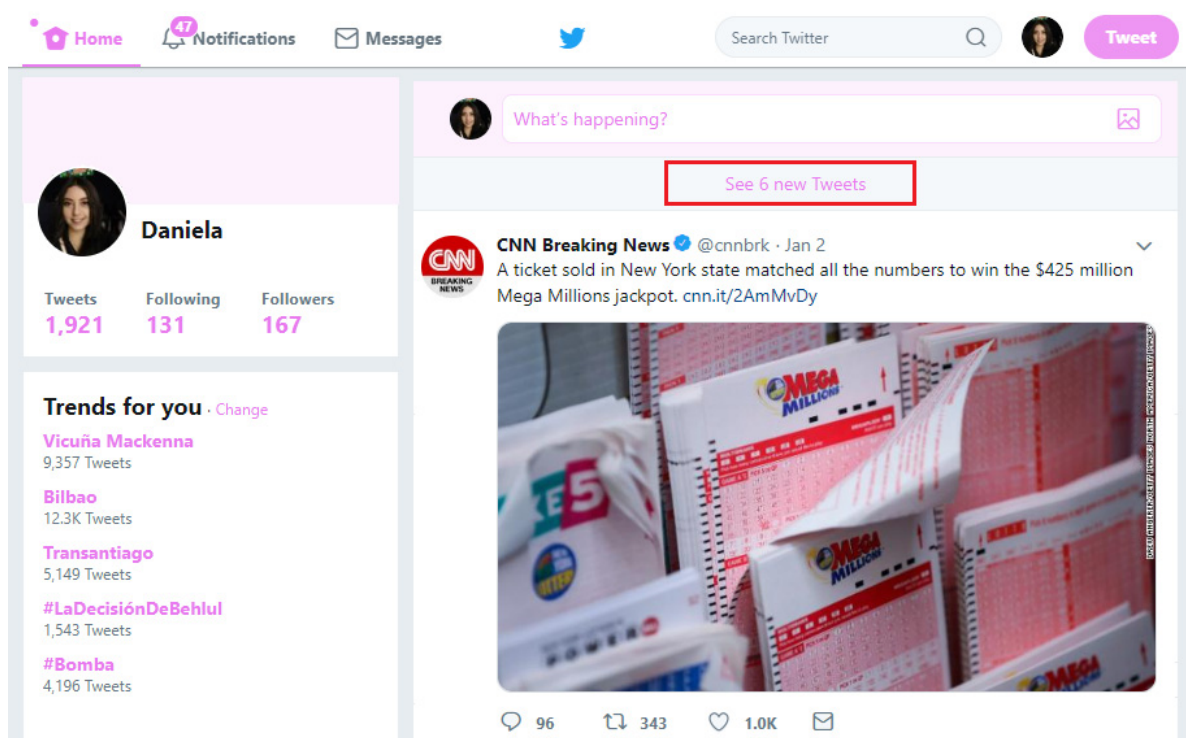 Home
47
Notifications
Messages
Search Twitter
Tweet
What's happening?
See 6 new Tweets
Daniela
Tweets Following Followers
1,921 131 167
Trends for you · Change
Vicuña Mackenna
9,357 Tweets
Bilbao
12.3K Tweets
Transantiago
5,149 Tweets
#LaDecisiónDeBehlul
1,543 Tweets
#Bomba
4,196 Tweets
CNN
BREAKING
NEWS
CNN Breaking News @cnnbrk · Jan 2
A ticket sold in New York state matched all the numbers to win the $425 million
Mega Millions jackpot. cnn.it/2AmMvDy
MEGA
MILLIONS
KE5
MEGA
MILLIONS
POWER
MEGA
96 343 1.0K